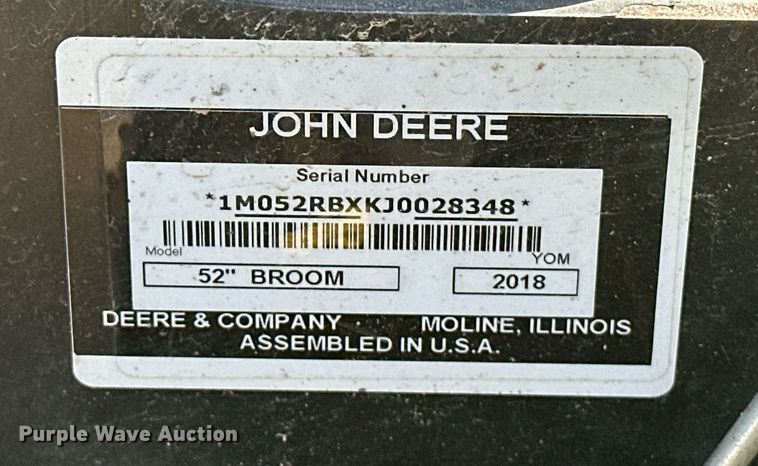 JOHN DEERE
Serial Number
*1M052RBXKJ0028348*
Model YOM
52" BROOM 2018
DEERE & COMPANY MOLINE, ILLINOIS
ASSEMBLED IN U.S.A.
Purple Wave Auction